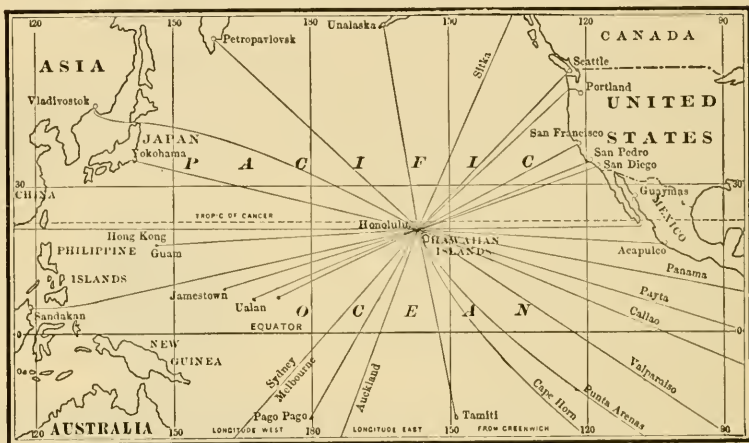 120
150
180
150
120
Unalaska
CANADA
Petropavlovsk
ASIA
Sitka
Seattle
Portland
Vladivostok
UNITED
STATES
JAPAN
Yokohama
San Francisco
San Pedro
San Diego
PACIFIC
30
30
CHINA
Guaymas
MEXICO
TROPIC OF CANCER
Honolulu
HAWAIIAN
ISLANDS
Hong Kong
Guam
Acapulco
PHILIPPINE
ISLANDS
Panama
Jamestown
Ualan
Payta
OCEAN
Callao
Sandakan
EQUATOR
0
0
NEW
GUINEA
Sydney
Melbourne
Auckland
Valparaiso
Cape Horn
Punta Arenas
Pago Pago
Tamiti
AUSTRALIA
120
150
LONGITUDE WEST
180
LONGITUDE EAST
150
FROM GREENWICH
120